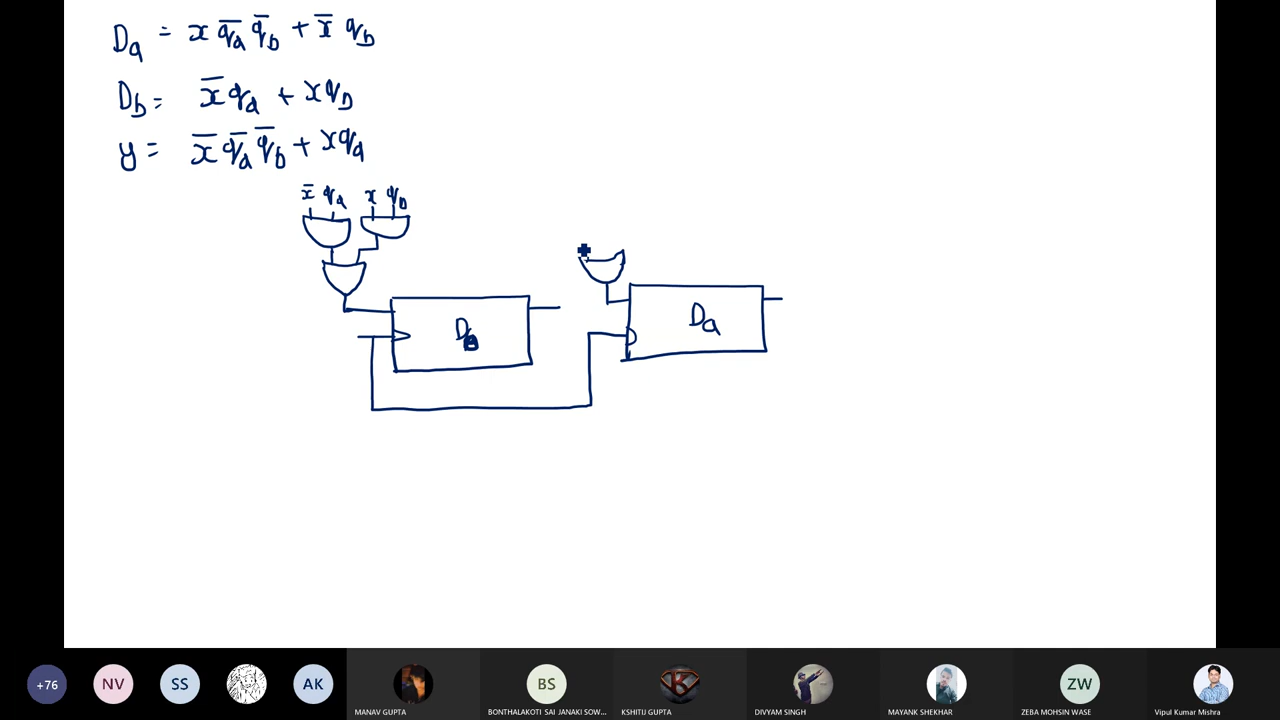 Da = x q̅a q̅b + x̅ qb
Db = x̅ qa + x qb
y = x̅ q̅a q̅b + x qa
x̅ qa x qb
Da
+76 NV SS AK BS ZW
MANAV GUPTA BONTHALAKOTI SAI JANAKI SOW... KSHITIJ GUPTA DIVYAM SINGH MAYANK SHEKHAR ZEBA MOHSIN WASE Vipul Kumar Mishra